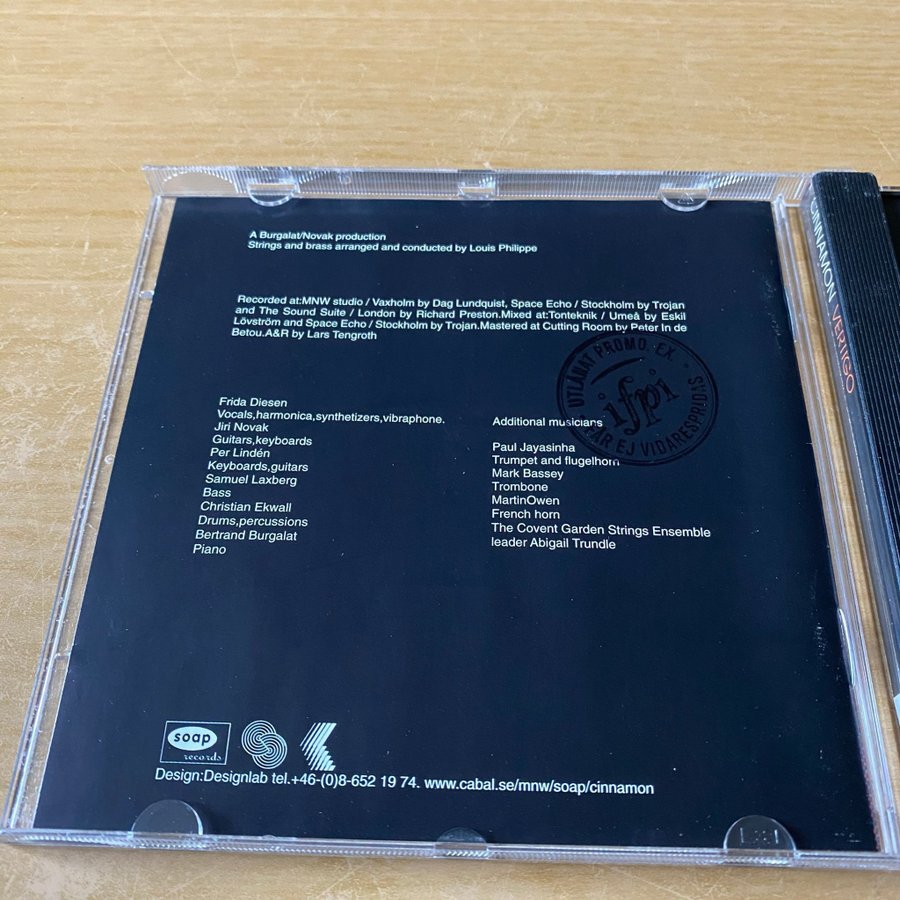 A Burgalat/Novak production
Strings and brass arranged and conducted by Louis Philippe
Recorded at:MNW studio / Vaxholm by Dag Lundquist, Space Echo / Stockholm by Trojan
and The Sound Suite / London by Richard Preston.Mixed at:Tonteknik / Umeå by Eskil
Lövström and Space Echo / Stockholm by Trojan.Mastered at Cutting Room by Peter In de
Betou.A&R by Lars Tengroth
Frida Diesen
Vocals,harmonica,synthetizers,vibraphone.
Jiri Novak
Guitars,keyboards
Per Lindén
Keyboards,guitars
Samuel Laxberg
Bass
Christian Ekwall
Drums,percussions
Bertrand Burgalat
Piano
Additional musicians
Paul Jayasinha
Trumpet and flugelhorn
Mark Bassey
Trombone
MartinOwen
French horn
The Covent Garden Strings Ensemble
leader Abigail Trundle
UTLÅNAT PROMO. EX.
ifpi
FÅR EJ VIDARESPRIDAS
soap
records
Design:Designlab tel.+46-(0)8-652 19 74. www.cabal.se/mnw/soap/cinnamon
CINNAMON VERTIGO